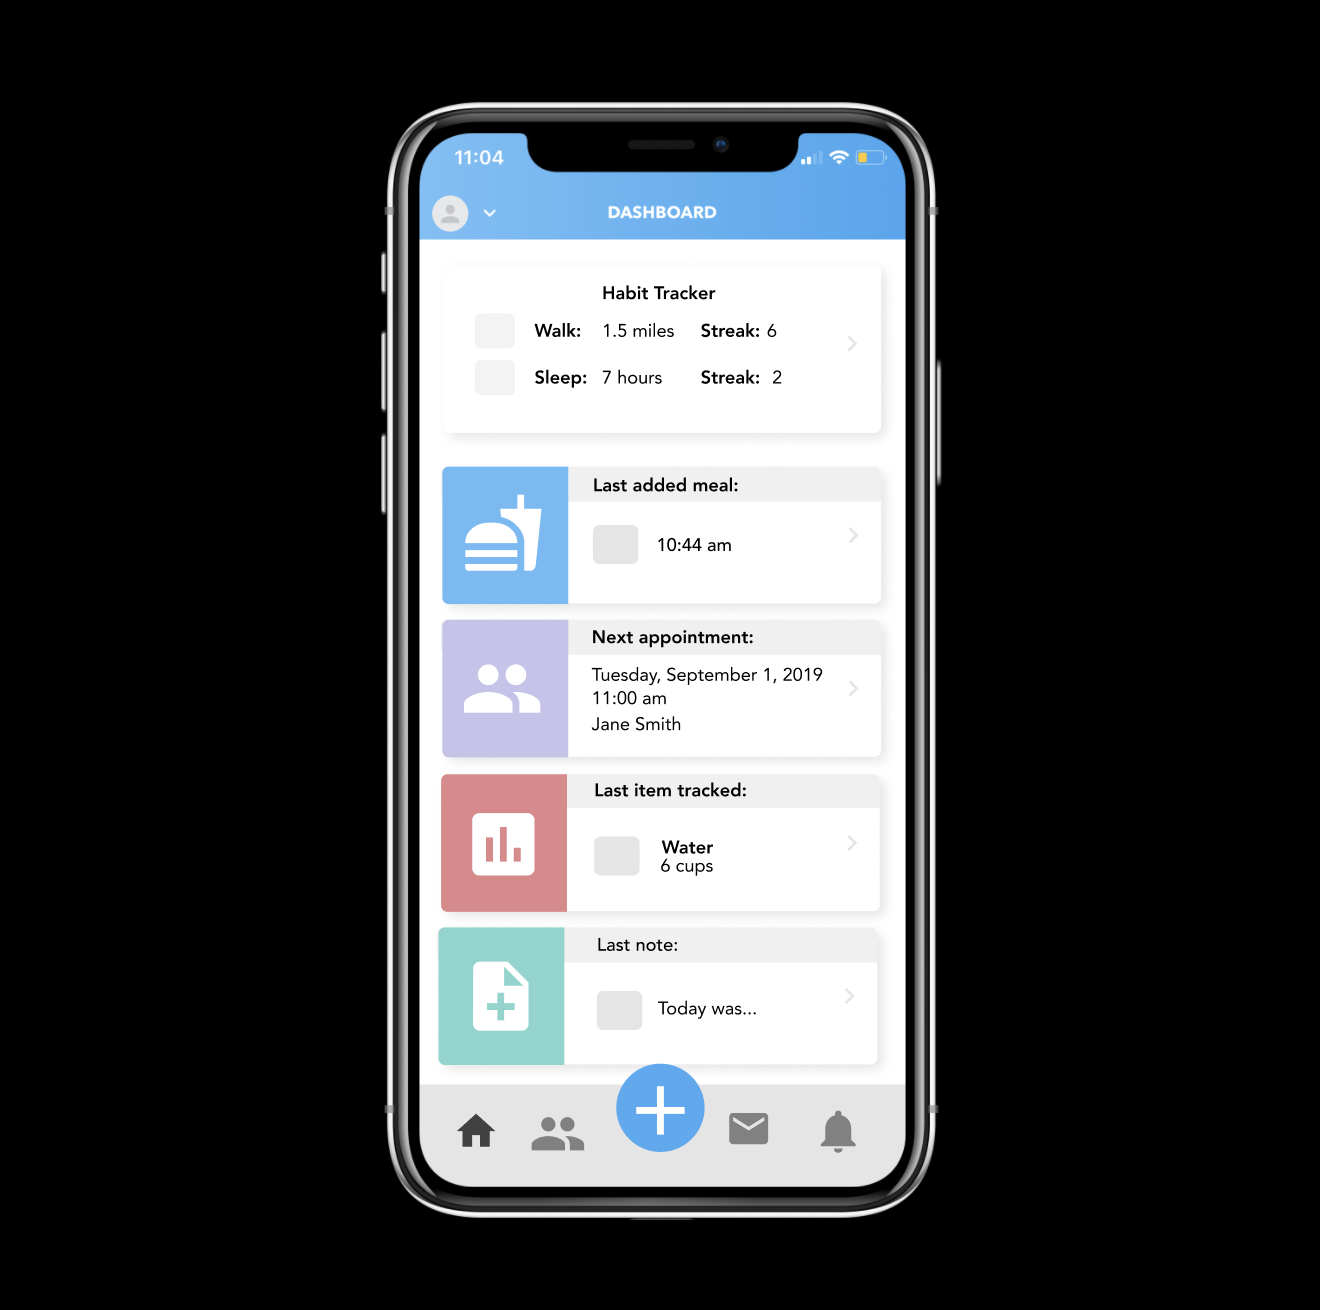 11:04
DASHBOARD
Habit Tracker
Walk: 1.5 miles Streak: 6
Sleep: 7 hours Streak: 2
Last added meal:
10:44 am
Next appointment:
Tuesday, September 1, 2019
11:00 am
Jane Smith
Last item tracked:
Water
6 cups
Last note:
Today was...